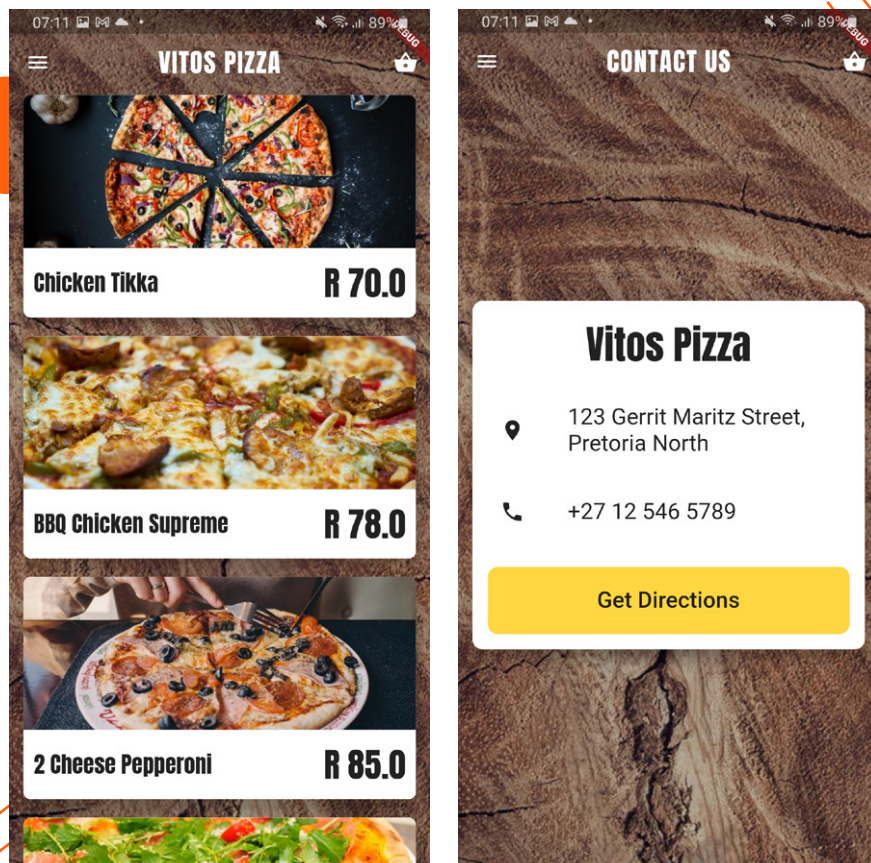 07:11
89%
DEBUG
VITOS PIZZA
Chicken Tikka
R 70.0
BBQ Chicken Supreme
R 78.0
2 Cheese Pepperoni
R 85.0
07:11
89%
DEBUG
CONTACT US
Vitos Pizza
123 Gerrit Maritz Street,
Pretoria North
+27 12 546 5789
Get Directions